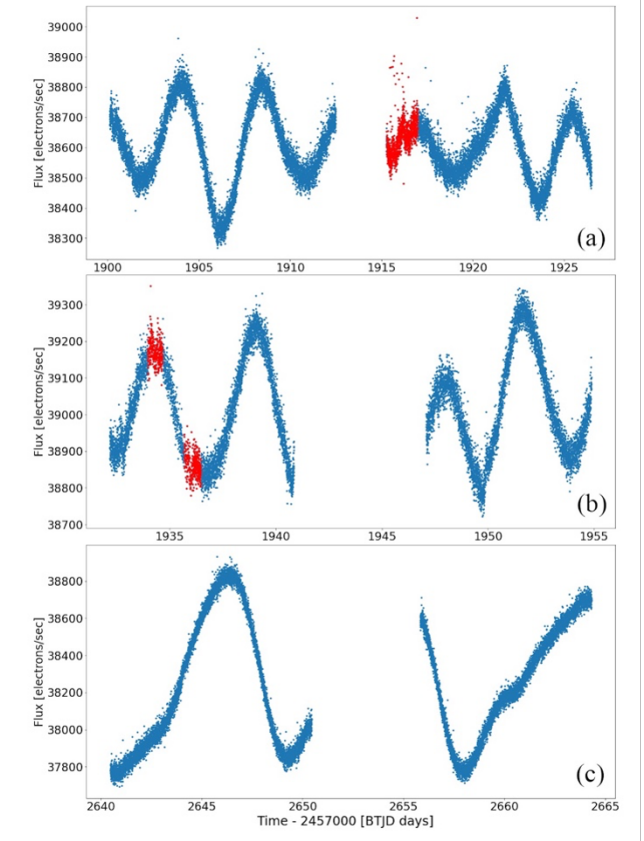 39000
38900
38800
38700
38600
38500
38400
38300
Flux [electrons/sec]
(a)
1900 1905 1910 1915 1920 1925
39300
39200
39100
39000
38900
38800
38700
Flux [electrons/sec]
(b)
1935 1940 1945 1950 1955
38800
38600
38400
38200
38000
37800
Flux [electrons/sec]
(c)
2640 2645 2650 2655 2660 2665
Time - 2457000 [BTJD days]